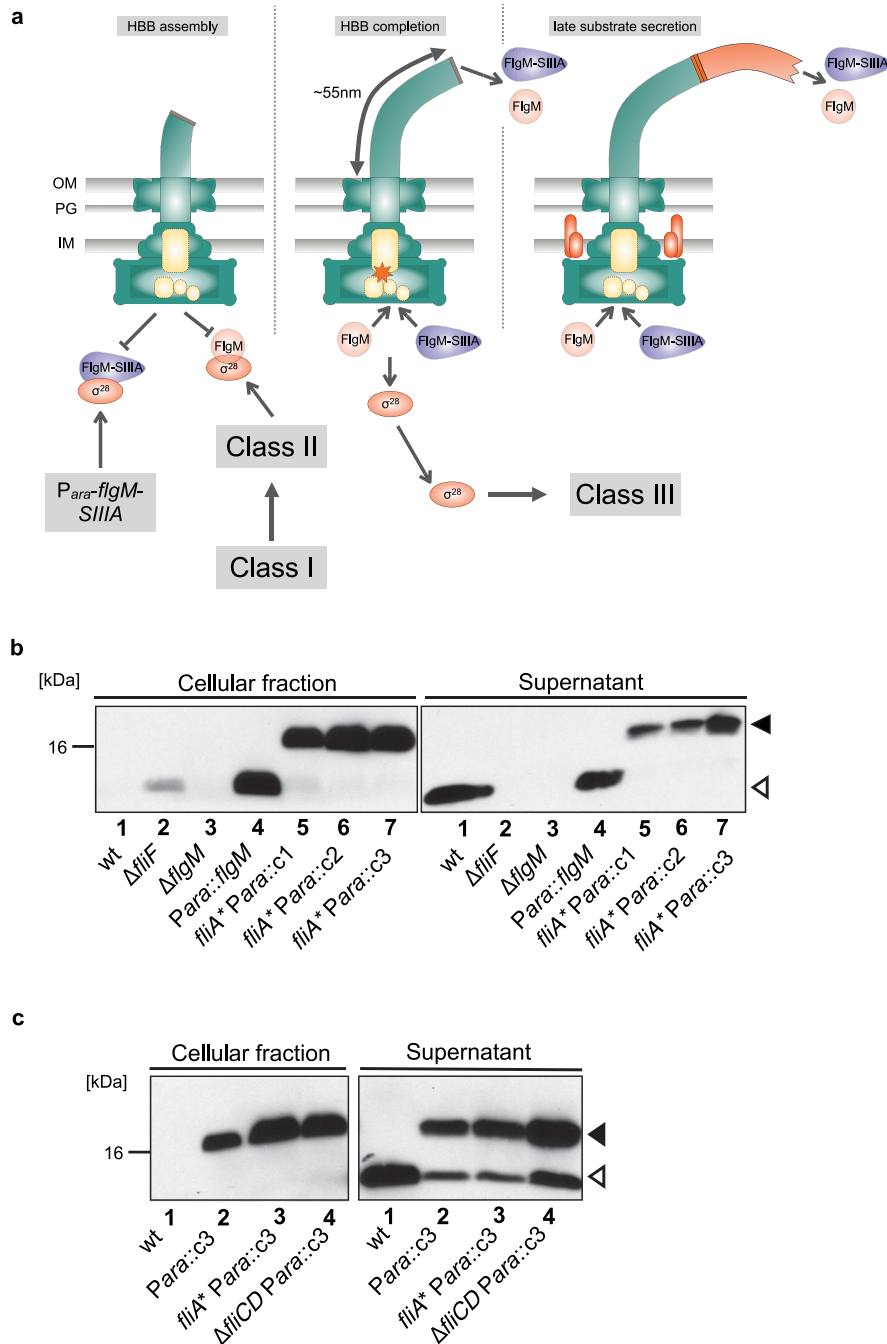 a
HBB assembly
HBB completion
late substrate secretion
~55nm
FlgM-SIIIA
FlgM
FlgM-SIIIA
FlgM
OM
PG
IM
FlgM-SIIIA
σ28
FlgM
σ28
FlgM
FlgM-SIIIA
FlgM
FlgM-SIIIA
σ28
σ28
Class II
Class III
Para-flgM-
SIIIA
Class I
b
[kDa]
Cellular fraction
Supernatant
16
1 2 3 4 5 6 7
wt
ΔfliF
ΔflgM
Para::flgM
fliA* Para::c1
fliA* Para::c2
fliA* Para::c3
1 2 3 4 5 6 7
wt
ΔfliF
ΔflgM
Para::flgM
fliA* Para::c1
fliA* Para::c2
fliA* Para::c3
c
[kDa]
Cellular fraction
Supernatant
16
1 2 3 4
wt
Para::c3
fliA* Para::c3
ΔfliCD Para::c3
1 2 3 4
wt
Para::c3
fliA* Para::c3
ΔfliCD Para::c3